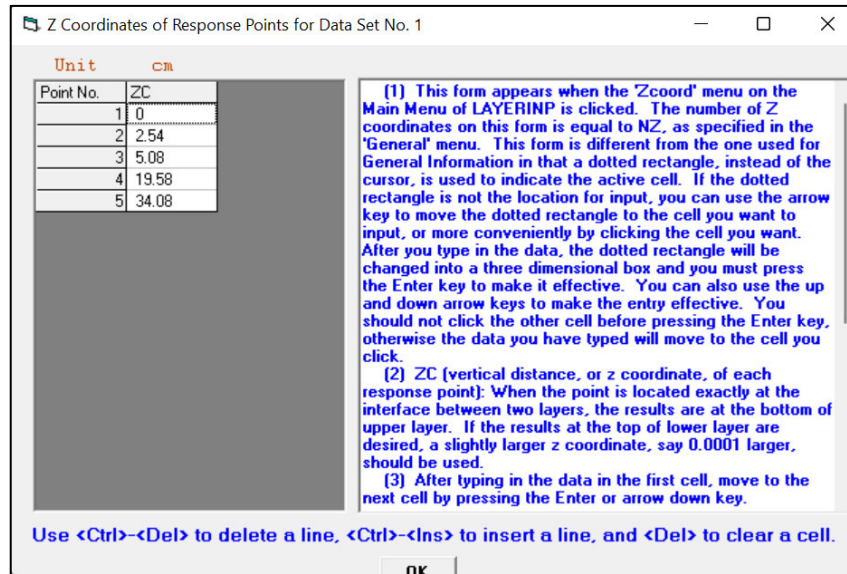 Z Coordinates of Response Points for Data Set No. 1
Unit cm
Point No. ZC
1 0
2 2.54
3 5.08
4 19.58
5 34.08
(1) This form appears when the 'Zcoord' menu on the
Main Menu of LAYERINP is clicked. The number of Z
coordinates on this form is equal to NZ, as specified in the
'General' menu. This form is different from the one used for
General Information in that a dotted rectangle, instead of the
cursor, is used to indicate the active cell. If the dotted
rectangle is not the location for input, you can use the arrow
key to move the dotted rectangle to the cell you want to
input, or more conveniently by clicking the cell you want.
After you type in the data, the dotted rectangle will be
changed into a three dimensional box and you must press
the Enter key to make it effective. You can also use the up
and down arrow keys to make the entry effective. You
should not click the other cell before pressing the Enter key,
otherwise the data you have typed will move to the cell you
click.
(2) ZC (vertical distance, or z coordinate, of each
response point): When the point is located exactly at the
interface between two layers, the results are at the bottom of
upper layer. If the results at the top of lower layer are
desired, a slightly larger z coordinate, say 0.0001 larger,
should be used.
(3) After typing in the data in the first cell, move to the
next cell by pressing the Enter or arrow down key.
Use <Ctrl>-<Del> to delete a line, <Ctrl>-<Ins> to insert a line, and <Del> to clear a cell.
OK